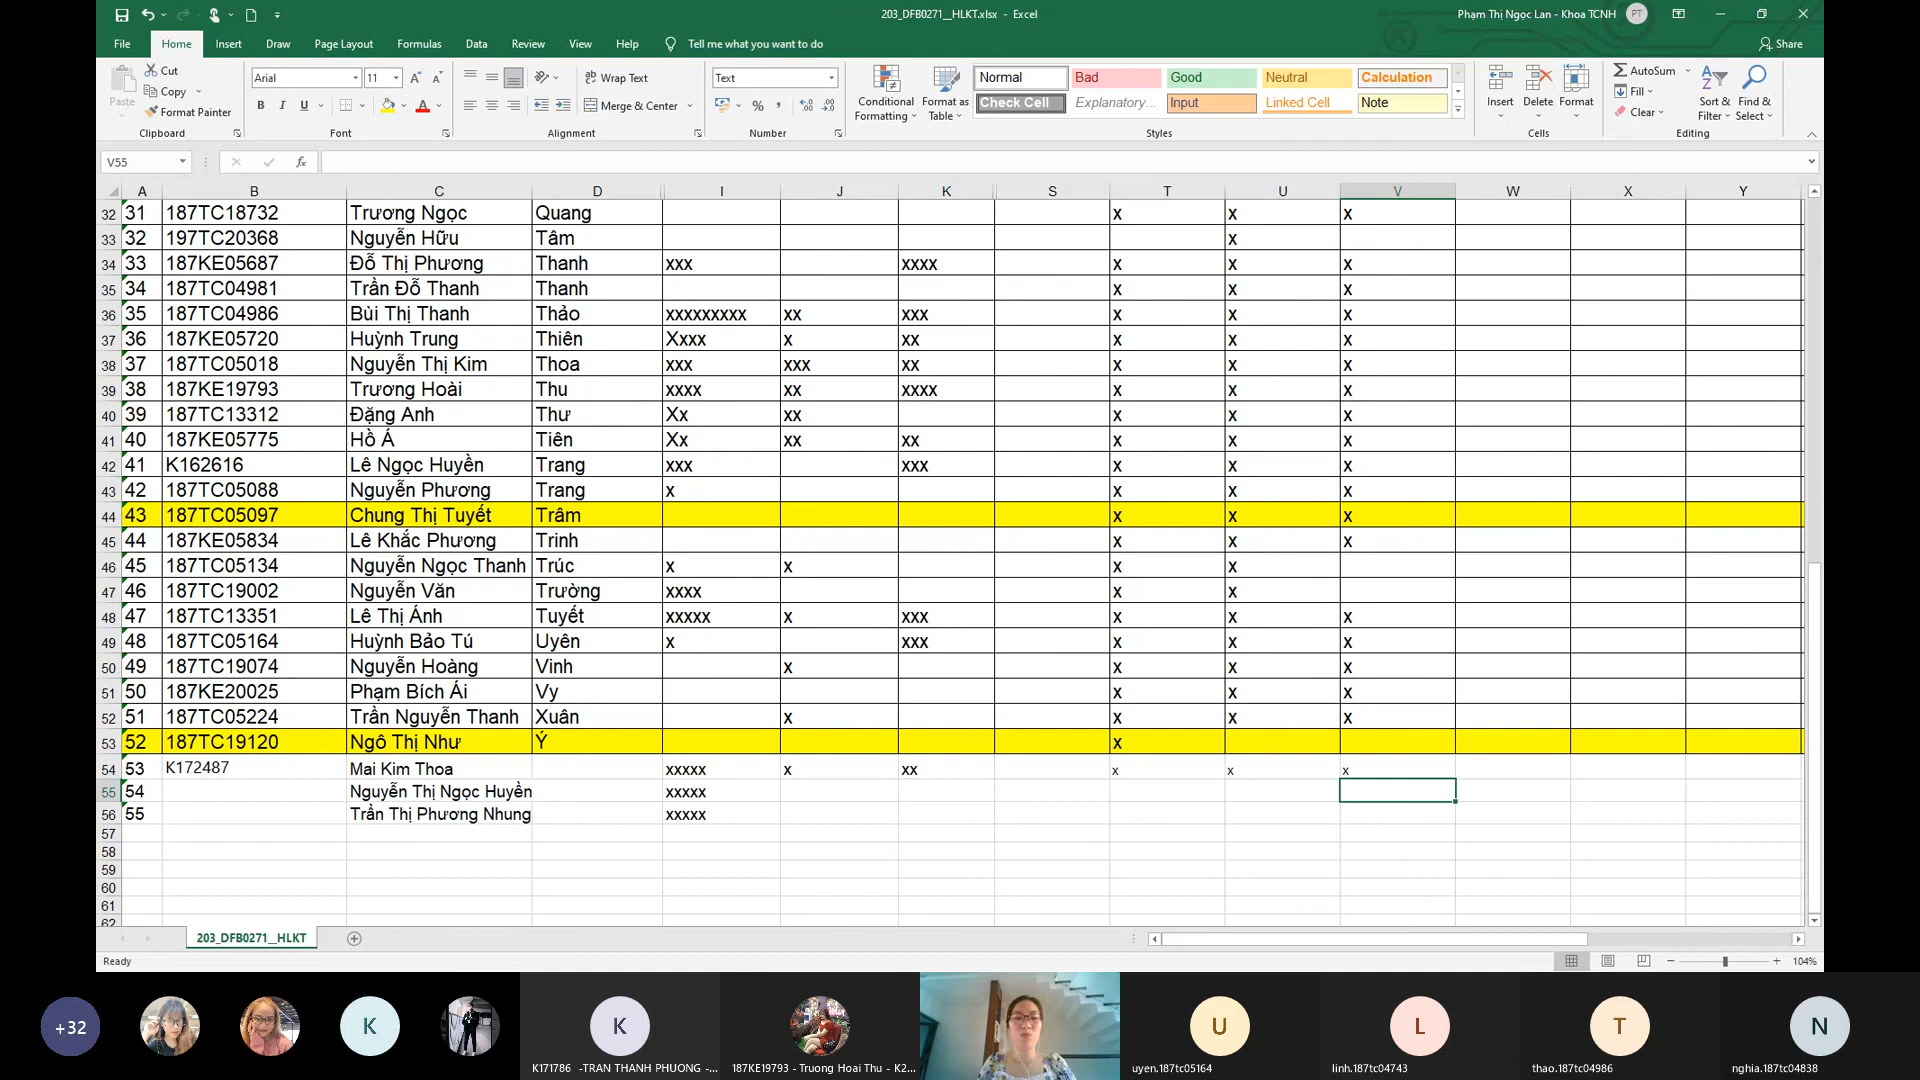 203_DFB0271__HLKT.xlsx - Excel
Phạm Thị Ngọc Lan - Khoa TCNH PT
File Home Insert Draw Page Layout Formulas Data Review View Help Tell me what you want to do Share
Paste Cut Copy Format Painter Clipboard
Arial 11 B I U Font
Wrap Text Merge & Center Alignment
Text % Number
Conditional Formatting Format as Table
Normal Bad Good Neutral Calculation
Check Cell Explanatory... Input Linked Cell Note
Styles
Insert Delete Format Cells
AutoSum Fill Clear Sort & Filter Find & Select Editing
V55 fx
A B C D I J K S T U V W X Y
32 31 187TC18732 Trương Ngọc Quang x x x
33 32 197TC20368 Nguyễn Hữu Tâm x
34 33 187KE05687 Đỗ Thị Phương Thanh xxx xxxx x x x
35 34 187TC04981 Trần Đỗ Thanh Thanh x x x
36 35 187TC04986 Bùi Thị Thanh Thảo xxxxxxxxx xx xxx x x x
37 36 187KE05720 Huỳnh Trung Thiên Xxxx x xx x x x
38 37 187TC05018 Nguyễn Thị Kim Thoa xxx xxx xx x x x
39 38 187KE19793 Trương Hoài Thu xxxx xx xxxx x x x
40 39 187TC13312 Đặng Anh Thư Xx xx x x x
41 40 187KE05775 Hồ Á Tiên Xx xx xx x x x
42 41 K162616 Lê Ngọc Huyền Trang xxx xxx x x x
43 42 187TC05088 Nguyễn Phương Trang x x x x
44 43 187TC05097 Chung Thị Tuyết Trâm x x x
45 44 187KE05834 Lê Khắc Phương Trinh x x x
46 45 187TC05134 Nguyễn Ngọc Thanh Trúc x x x x
47 46 187TC19002 Nguyễn Văn Trường xxxx x x
48 47 187TC13351 Lê Thị Ánh Tuyết xxxxx x xxx x x x
49 48 187TC05164 Huỳnh Bảo Tú Uyên x xxx x x x
50 49 187TC19074 Nguyễn Hoàng Vinh x x x x
51 50 187KE20025 Phạm Bích Ái Vy x x x
52 51 187TC05224 Trần Nguyễn Thanh Xuân x x x x
53 52 187TC19120 Ngô Thị Như Ý x
54 53 K172487 Mai Kim Thoa xxxxx x xx x x x
55 54 Nguyễn Thị Ngọc Huyền xxxxx
56 55 Trần Thị Phương Nhung xxxxx
57
58
59
60
61
62
203_DFB0271__HLKT
Ready 104%
+32 K K U L T N
K171786 -TRAN THANH PHUONG -... 187KE19793 - Truong Hoai Thu - K2... uyen.187tc05164 linh.187tc04743 thao.187tc04986 nghia.187tc04838